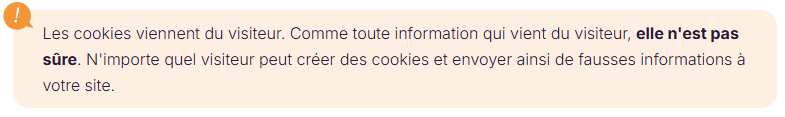 !
Les cookies viennent du visiteur. Comme toute information qui vient du visiteur, elle n'est pas
sûre. N'importe quel visiteur peut créer des cookies et envoyer ainsi de fausses informations à
votre site.